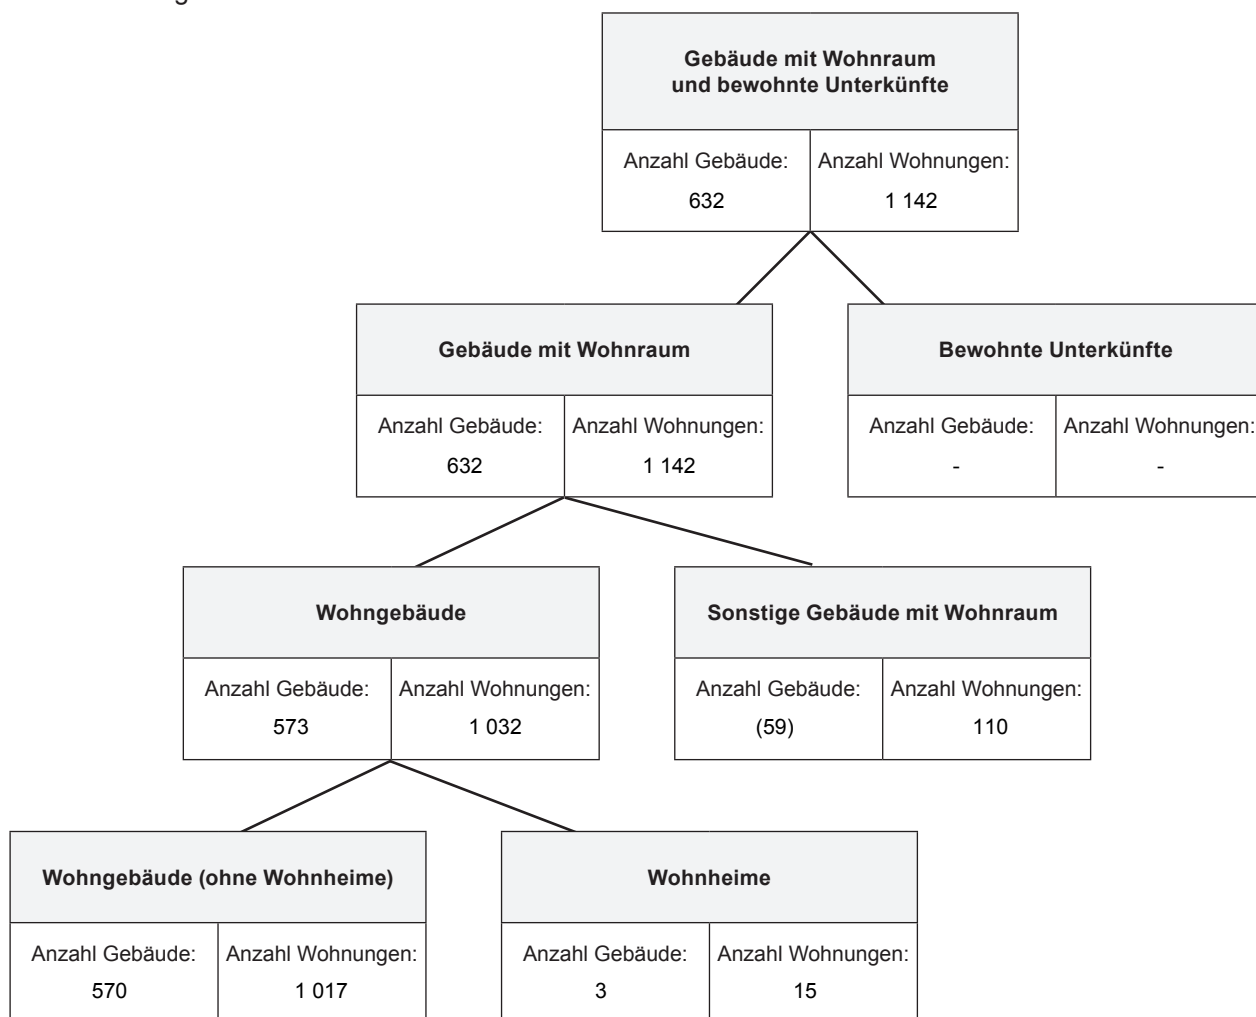 Gebäude mit Wohnraum
und bewohnte Unterkünfte
Anzahl Gebäude: Anzahl Wohnungen:
632 1 142
Gebäude mit Wohnraum
Anzahl Gebäude: Anzahl Wohnungen:
632 1 142
Bewohnte Unterkünfte
Anzahl Gebäude: Anzahl Wohnungen:
- -
Wohngebäude
Anzahl Gebäude: Anzahl Wohnungen:
573 1 032
Sonstige Gebäude mit Wohnraum
Anzahl Gebäude: Anzahl Wohnungen:
(59) 110
Wohngebäude (ohne Wohnheime)
Anzahl Gebäude: Anzahl Wohnungen:
570 1 017
Wohnheime
Anzahl Gebäude: Anzahl Wohnungen:
3 15